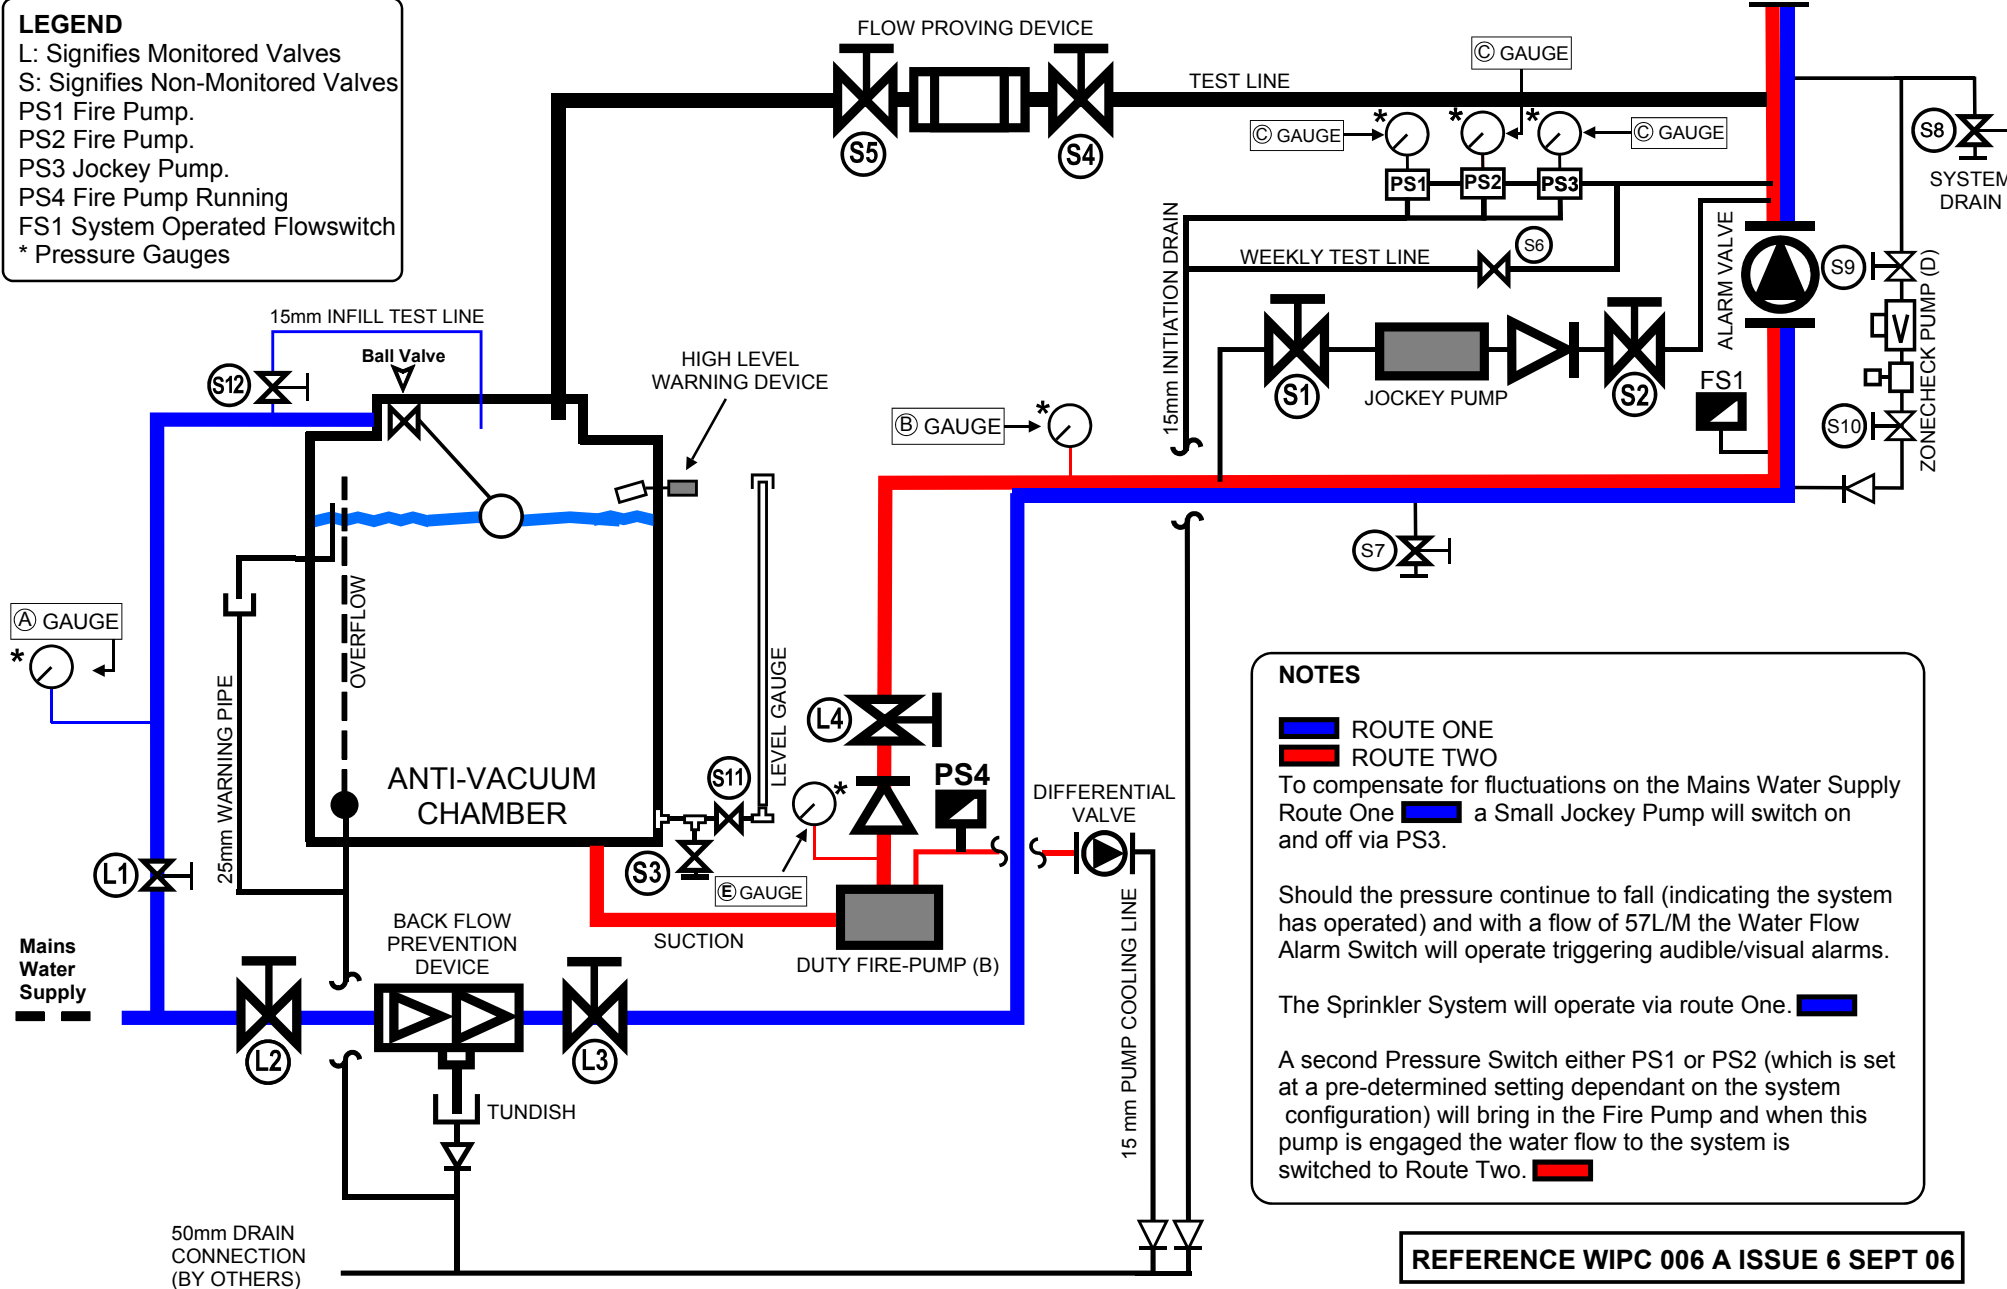 LEGEND
L: Signifies Monitored Valves
S: Signifies Non-Monitored Valves
PS1 Fire Pump.
PS2 Fire Pump.
PS3 Jockey Pump.
PS4 Fire Pump Running
FS1 System Operated Flowswitch
* Pressure Gauges
FLOW PROVING DEVICE
S5
S4
TEST LINE
Ⓒ GAUGE
Ⓒ GAUGE
Ⓒ GAUGE
*
*
*
PS1
PS2
PS3
S8
SYSTEM
DRAIN
15mm INITIATION DRAIN
WEEKLY TEST LINE
S6
ALARM VALVE
S9
V
ZONECHECK PUMP (D)
S10
S1
JOCKEY PUMP
S2
FS1
15mm INFILL TEST LINE
Ball Valve
S12
HIGH LEVEL
WARNING DEVICE
Ⓑ GAUGE
*
S7
Ⓐ GAUGE
*
OVERFLOW
25mm WARNING PIPE
LEVEL GAUGE
ANTI-VACUUM
CHAMBER
S11
S3
L4
*
Ⓔ GAUGE
PS4
DIFFERENTIAL
VALVE
L1
SUCTION
DUTY FIRE-PUMP (B)
15 mm PUMP COOLING LINE
Mains
Water
Supply
BACK FLOW
PREVENTION
DEVICE
L2
L3
TUNDISH
50mm DRAIN
CONNECTION
(BY OTHERS)
NOTES
ROUTE ONE
ROUTE TWO
To compensate for fluctuations on the Mains Water Supply
Route One a Small Jockey Pump will switch on
and off via PS3.
Should the pressure continue to fall (indicating the system
has operated) and with a flow of 57L/M the Water Flow
Alarm Switch will operate triggering audible/visual alarms.
The Sprinkler System will operate via route One.
A second Pressure Switch either PS1 or PS2 (which is set
at a pre-determined setting dependant on the system
configuration) will bring in the Fire Pump and when this
pump is engaged the water flow to the system is
switched to Route Two.
REFERENCE WIPC 006 A ISSUE 6 SEPT 06